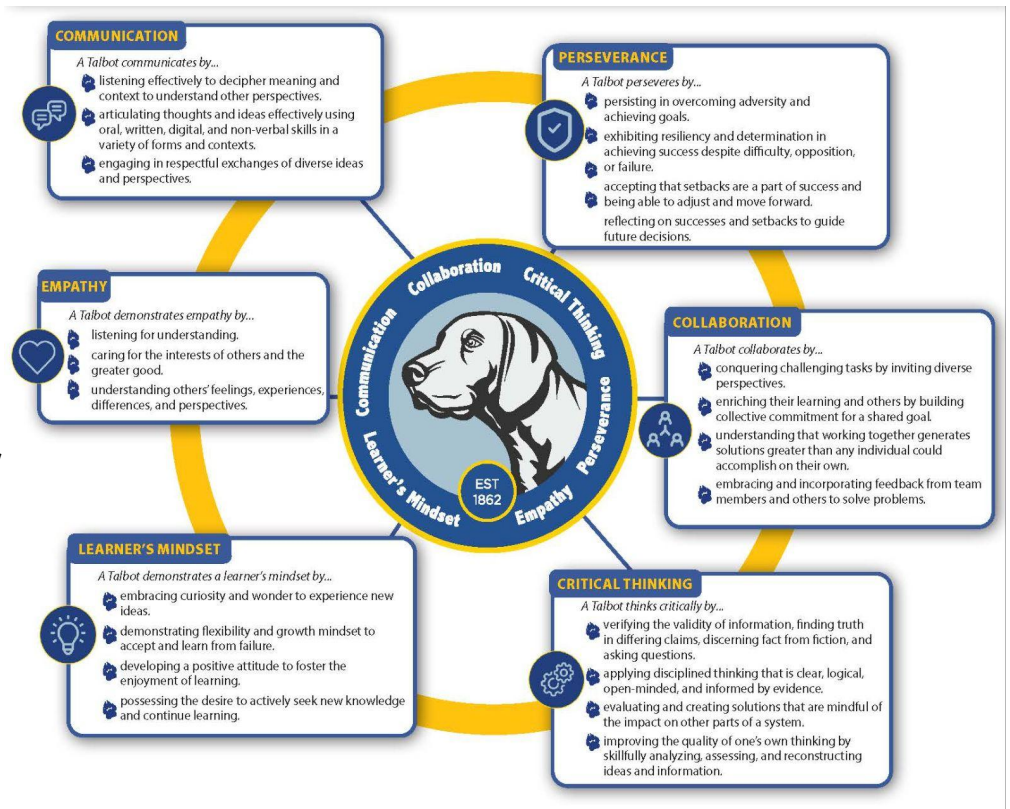 COMMUNICATION
A Talbot communicates by...
listening effectively to decipher meaning and
context to understand other perspectives.
articulating thoughts and ideas effectively using
oral, written, digital, and non-verbal skills in a
variety of forms and contexts.
engaging in respectful exchanges of diverse ideas
and perspectives.
PERSEVERANCE
A Talbot perseveres by...
persisting in overcoming adversity and
achieving goals.
exhibiting resiliency and determination in
achieving success despite difficulty, opposition,
or failure.
accepting that setbacks are a part of success and
being able to adjust and move forward.
reflecting on successes and setbacks to guide
future decisions.
EMPATHY
A Talbot demonstrates empathy by...
listening for understanding.
caring for the interests of others and the
greater good.
understanding others' feelings, experiences,
differences, and perspectives.
Communication
Collaboration
Critical Thinking
Perseverance
Empathy
Learner's Mindset
EST
1862
COLLABORATION
A Talbot collaborates by...
conquering challenging tasks by inviting diverse
perspectives.
enriching their learning and others by building
collective commitment for a shared goal.
understanding that working together generates
solutions greater than any individual could
accomplish on their own.
embracing and incorporating feedback from team
members and others to solve problems.
LEARNER'S MINDSET
A Talbot demonstrates a learner's mindset by...
embracing curiosity and wonder to experience new
ideas.
demonstrating flexibility and growth mindset to
accept and learn from failure.
developing a positive attitude to foster the
enjoyment of learning.
possessing the desire to actively seek new knowledge
and continue learning.
CRITICAL THINKING
A Talbot thinks critically by...
verifying the validity of information, finding truth
in differing claims, discerning fact from fiction, and
asking questions.
applying disciplined thinking that is clear, logical,
open-minded, and informed by evidence.
evaluating and creating solutions that are mindful of
the impact on other parts of a system.
improving the quality of one's own thinking by
skillfully analyzing, assessing, and reconstructing
ideas and information.